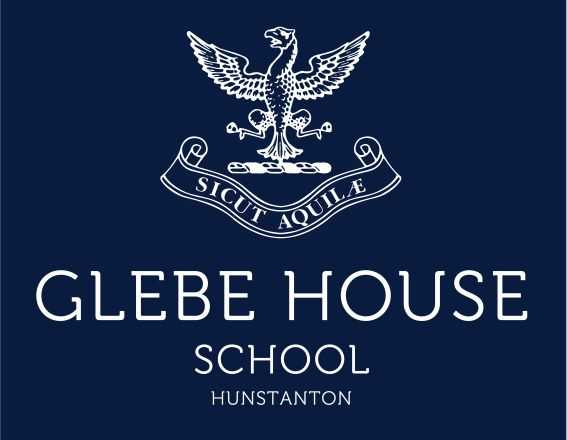 SICUT AQUILÆ
GLEBE HOUSE
SCHOOL
HUNSTANTON